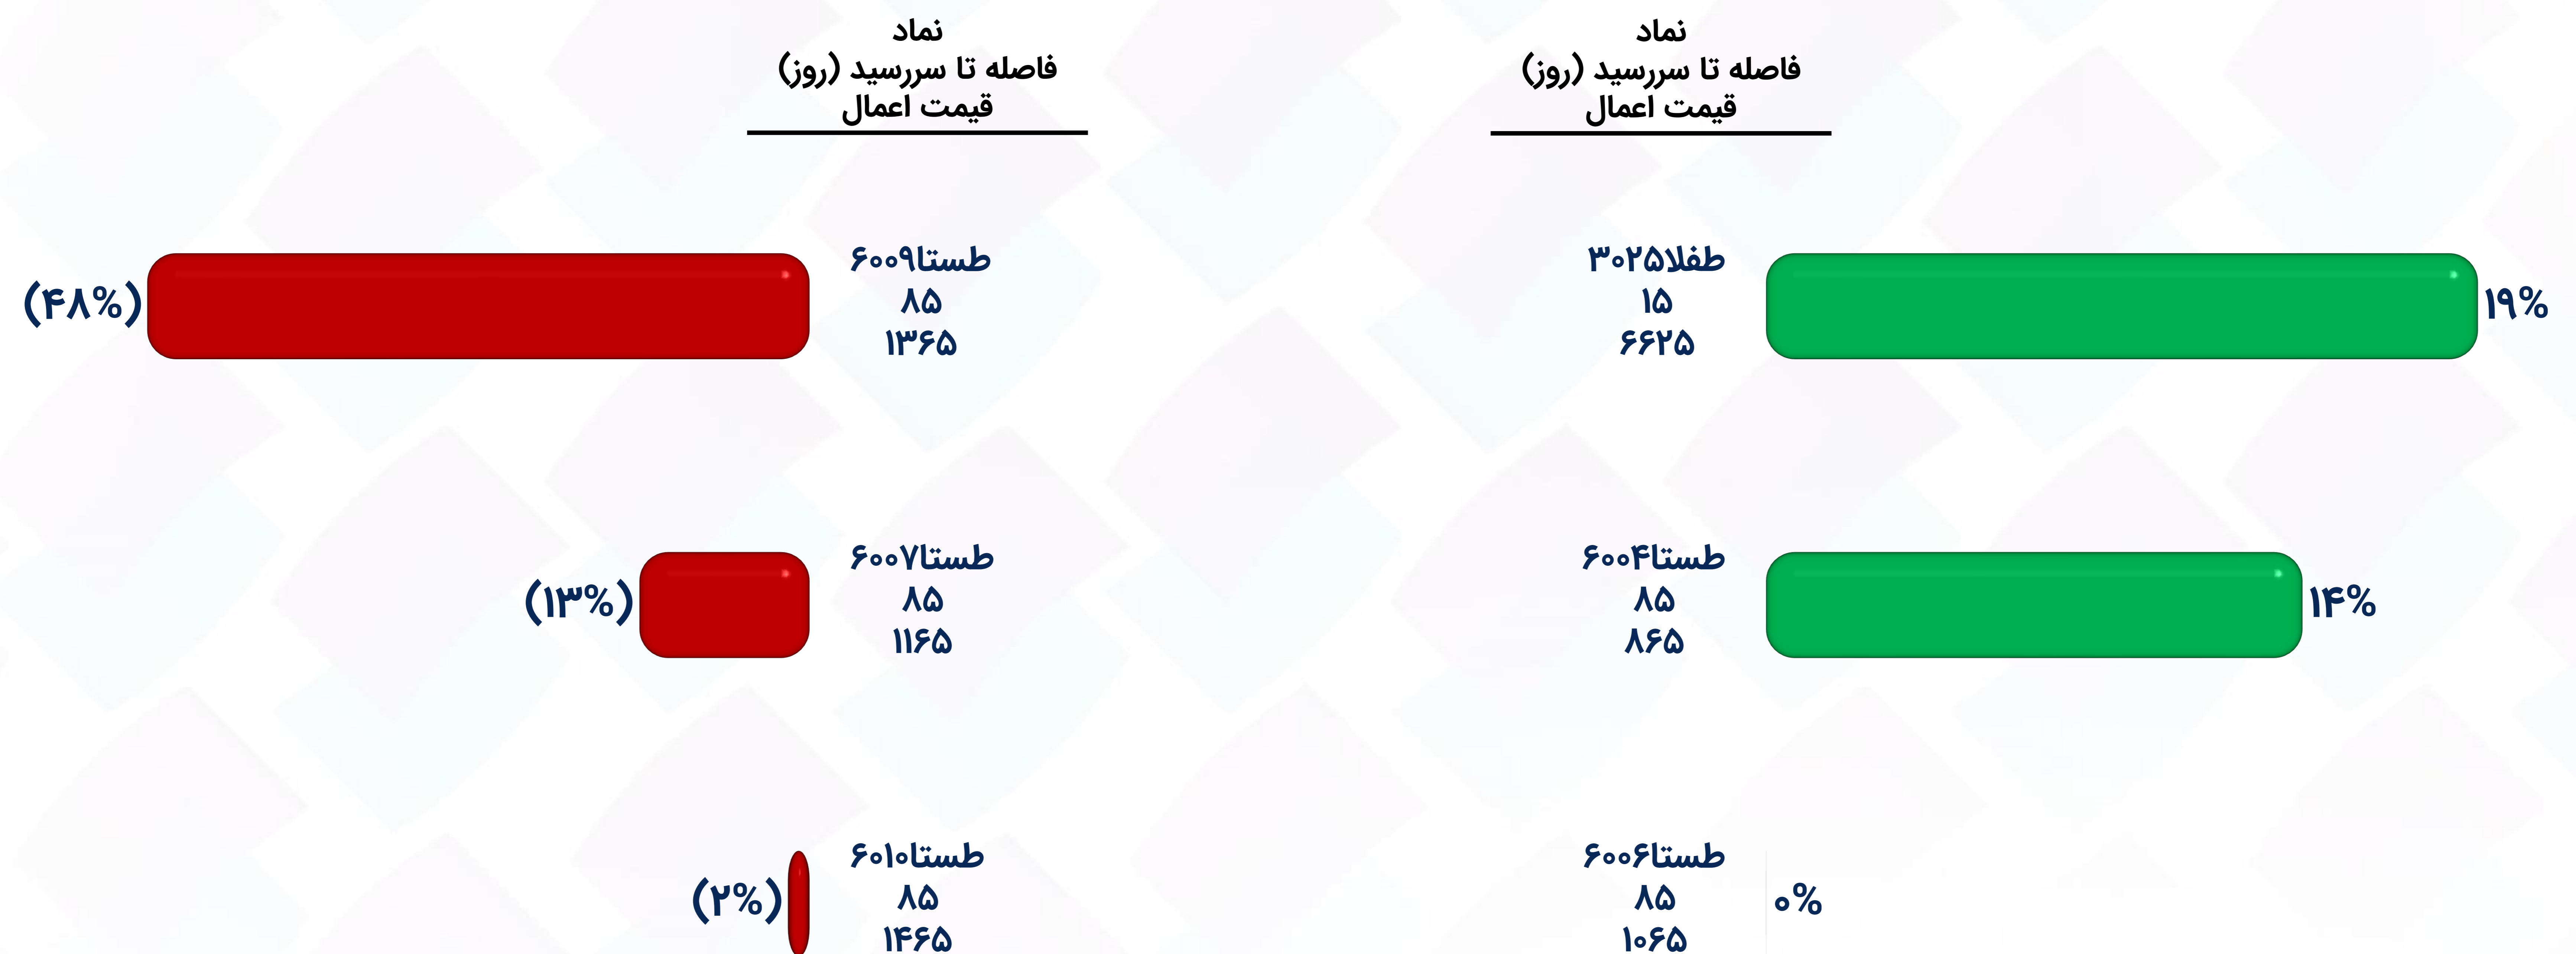 نماد
فاصله تا سررسید (روز)
قیمت اعمال
طفلا۳۰۲۵
۱۵
۶۶۲۵
۱۹%
طستا۶۰۰۴
۸۵
۸۶۵
۱۴%
طستا۶۰۰۶
۸۵
۱۰۶۵
۰%
نماد
فاصله تا سررسید (روز)
قیمت اعمال
طستا۶۰۰۹
۸۵
۱۳۶۵
(۴۸%)
طستا۶۰۰۷
۸۵
۱۱۶۵
(۱۳%)
طستا۶۰۱۰
۸۵
۱۴۶۵
(۲%)